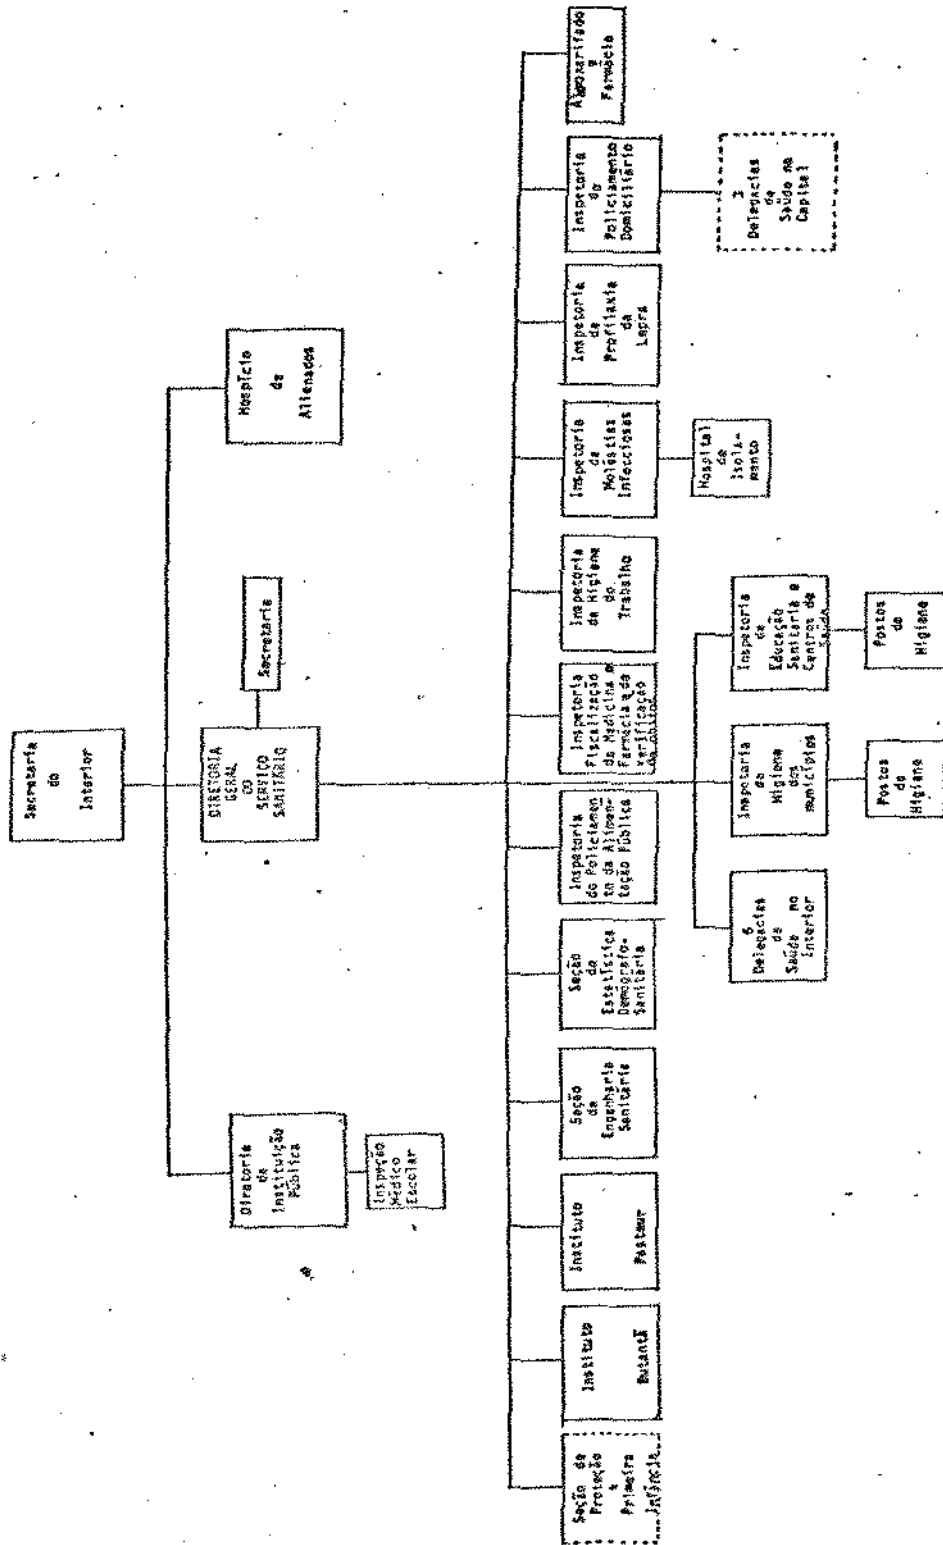 Secretaria
do
Interior
Diratoria
de
Instituição
Pública
DIRETORIA
GERAL
DO
SERVIÇO
SANITÁRIO
Secretaria
Hospício
de
Alienados
Inspeção
Médico
Escolar
Seção de
Proteção
à
Primeira
Infância
Instituto
Butantã
Instituto
Pasteur
Seção
de
Engenharia
Sanitária
Seção
de
Estatística
Demógrafo-
Sanitária
Inspetoria
do Policiamen-
to da Alimen-
tação Pública
Inspetoria
Fiscalização
da Medicina e
Farmácia e da
verificação
de óbitos
Inspetoria
da Higiene
do
Trabalho
Inspetoria
de
Moléstias
Infecciosas
Inspetoria
da
Profilaxia
da
Lepra
Inspetoria
do
Policiamento
Domiciliário
Almoxarifado
e
Farmácia
Hospital
de
Isola-
mento
Delegacias
de
Saúde na
Capital
6
Delegacias
de
Saúde no
Interior
Inspetoria
de
Higiene
dos
municípios
Inspetoria
de
Educação
Sanitária e
Centros de
Saúde
Postos
de
Higiene
Postos
de
Higiene